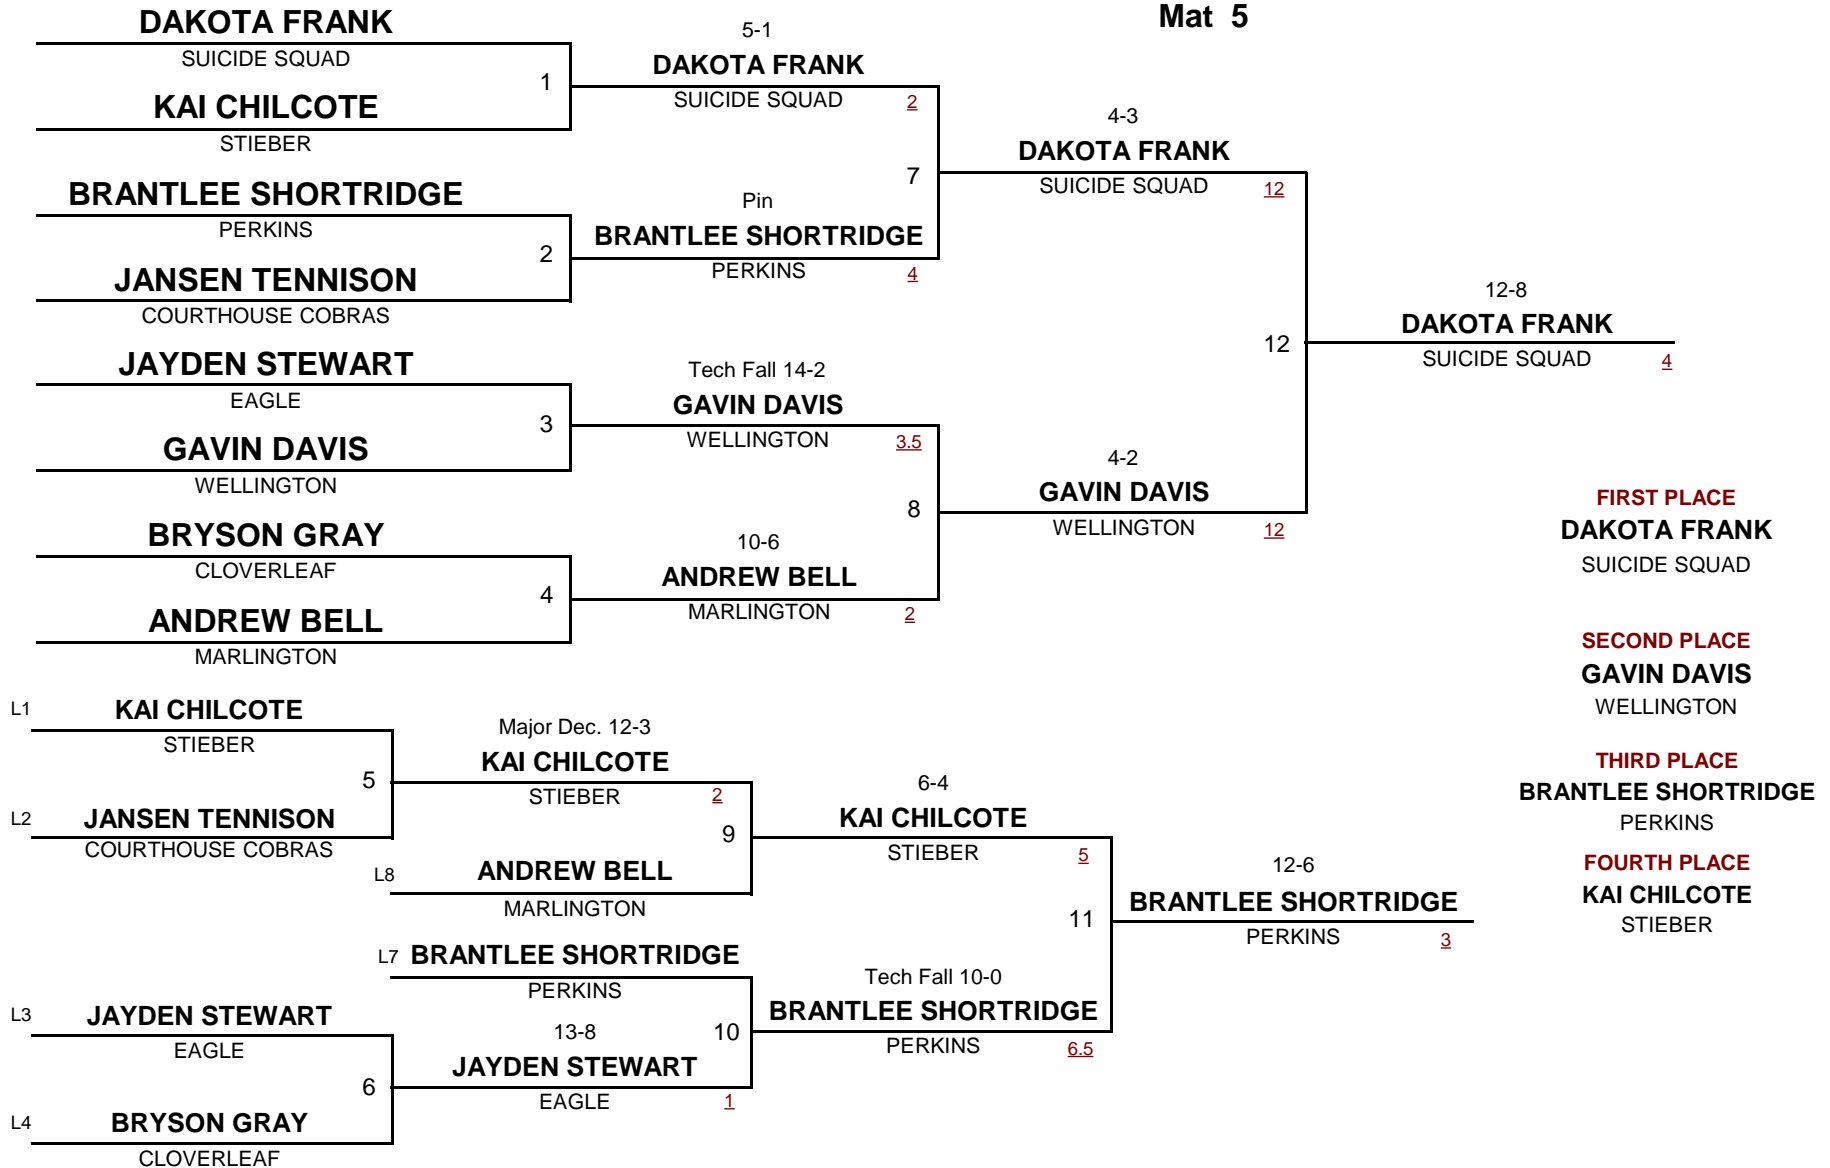 Mat 5
DAKOTA FRANK
SUICIDE SQUAD
1
KAI CHILCOTE
STIEBER
BRANTLEE SHORTRIDGE
PERKINS
2
JANSEN TENNISON
COURTHOUSE COBRAS
JAYDEN STEWART
EAGLE
3
GAVIN DAVIS
WELLINGTON
BRYSON GRAY
CLOVERLEAF
4
ANDREW BELL
MARLINGTON
5-1
DAKOTA FRANK
SUICIDE SQUAD 2
7
Pin
BRANTLEE SHORTRIDGE
PERKINS 4
Tech Fall 14-2
GAVIN DAVIS
WELLINGTON 3.5
8
10-6
ANDREW BELL
MARLINGTON 2
4-3
DAKOTA FRANK
SUICIDE SQUAD 12
12
4-2
GAVIN DAVIS
WELLINGTON 12
12-8
DAKOTA FRANK
SUICIDE SQUAD 4
FIRST PLACE
DAKOTA FRANK
SUICIDE SQUAD
SECOND PLACE
GAVIN DAVIS
WELLINGTON
THIRD PLACE
BRANTLEE SHORTRIDGE
PERKINS
FOURTH PLACE
KAI CHILCOTE
STIEBER
L1 KAI CHILCOTE
STIEBER
5
L2 JANSEN TENNISON
COURTHOUSE COBRAS
L3 JAYDEN STEWART
EAGLE
6
L4 BRYSON GRAY
CLOVERLEAF
Major Dec. 12-3
KAI CHILCOTE
STIEBER 2
9
L8 ANDREW BELL
MARLINGTON
L7 BRANTLEE SHORTRIDGE
PERKINS
10
13-8
JAYDEN STEWART
EAGLE 1
6-4
KAI CHILCOTE
STIEBER 5
11
Tech Fall 10-0
BRANTLEE SHORTRIDGE
PERKINS 6.5
12-6
BRANTLEE SHORTRIDGE
PERKINS 3